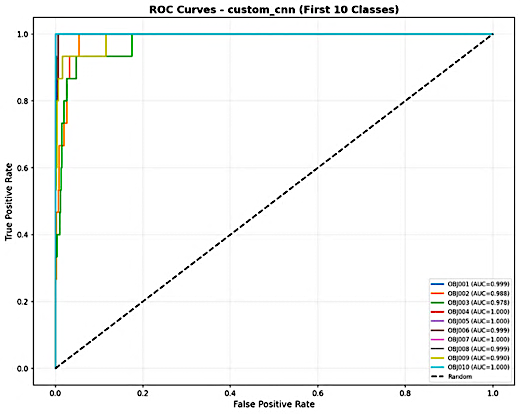 ROC Curves - custom_cnn (First 10 Classes)
True Positive Rate
1.0
0.8
0.6
0.4
0.2
0.0
0.0 0.2 0.4 0.6 0.8 1.0
False Positive Rate
OBJ001 (AUC=0.999)
OBJ002 (AUC=0.988)
OBJ003 (AUC=0.978)
OBJ004 (AUC=1.000)
OBJ005 (AUC=1.000)
OBJ006 (AUC=0.999)
OBJ007 (AUC=1.000)
OBJ008 (AUC=0.999)
OBJ009 (AUC=0.990)
OBJ010 (AUC=1.000)
Random